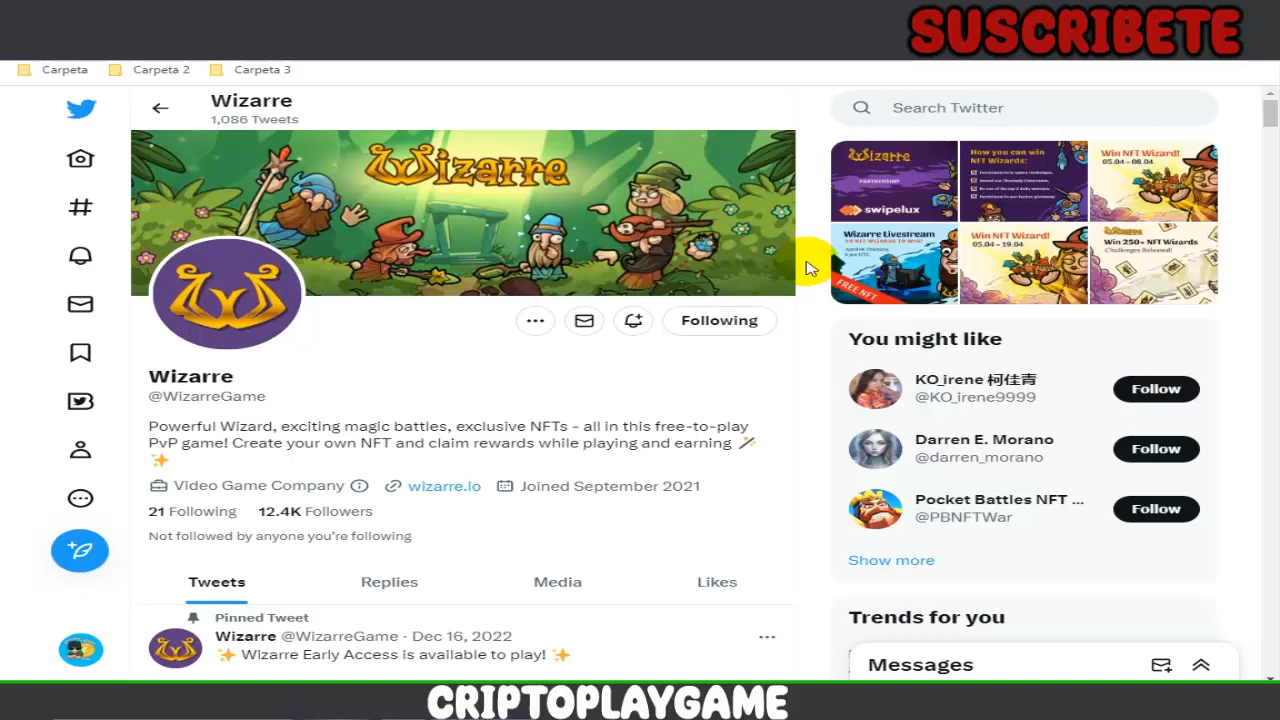 SUSCRIBETE
Carpeta
Carpeta 2
Carpeta 3
Wizarre
1,086 Tweets
Search Twitter
Wizarre
Wizarre
PARTNERSHIP
swipelux
How you can win
NFT Wizards:
Win NFT Wizard!
05.04 - 08.04
Wizarre Livestream
FREE NFT
Win NFT Wizard!
05.04 - 19.04
Wizarre
Win 250+ NFT Wizards
Challenges Released!
Following
You might like
KO_irene 柯佳青
@KO_irene9999
Follow
Wizarre
@WizarreGame
Darren E. Morano
@darren_morano
Follow
Powerful Wizard, exciting magic battles, exclusive NFTs - all in this free-to-play
PvP game! Create your own NFT and claim rewards while playing and earning
Video Game Company
wizarre.io
Joined September 2021
21 Following
12.4K Followers
Not followed by anyone you're following
Pocket Battles NFT ...
@PBNFTWar
Follow
Show more
Tweets
Replies
Media
Likes
Pinned Tweet
Wizarre @WizarreGame · Dec 16, 2022
✨ Wizarre Early Access is available to play! ✨
Trends for you
Messages
CRIPTOPLAYGAME